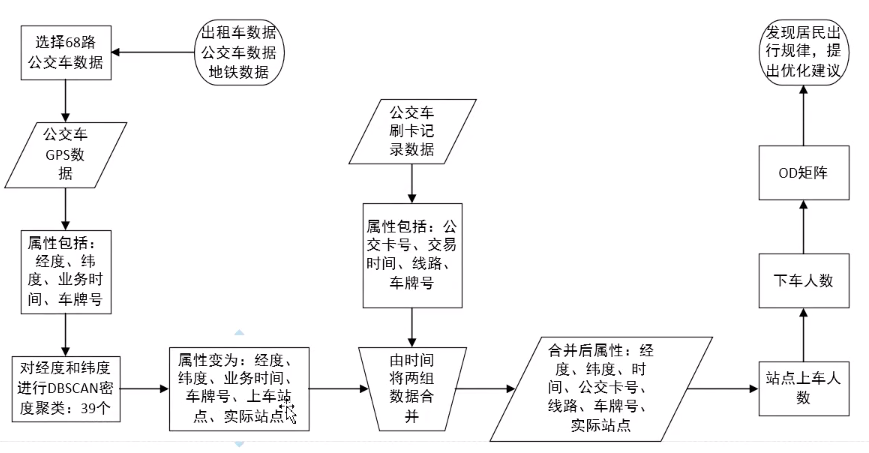 选择68路
公交车数据
出租车数据
公交车数据
地铁数据
公交车
GPS数
据
属性包括：
经度、纬
度、业务时
间、车牌号
对经度和纬度
进行DBSCAN密
度聚类：39个
属性变为：经度、
纬度、业务时间、
车牌号、上车站
点、实际站点
公交车
刷卡记
录数据
属性包括：公
交卡号、交易
时间、线路、
车牌号
由时间
将两组
数据合
并
合并后属性：经
度、纬度、时
间、公交卡号、
线路、车牌号、
实际站点
站点上车人
数
下车人数
OD矩阵
发现居民出
行规律，提
出优化建议